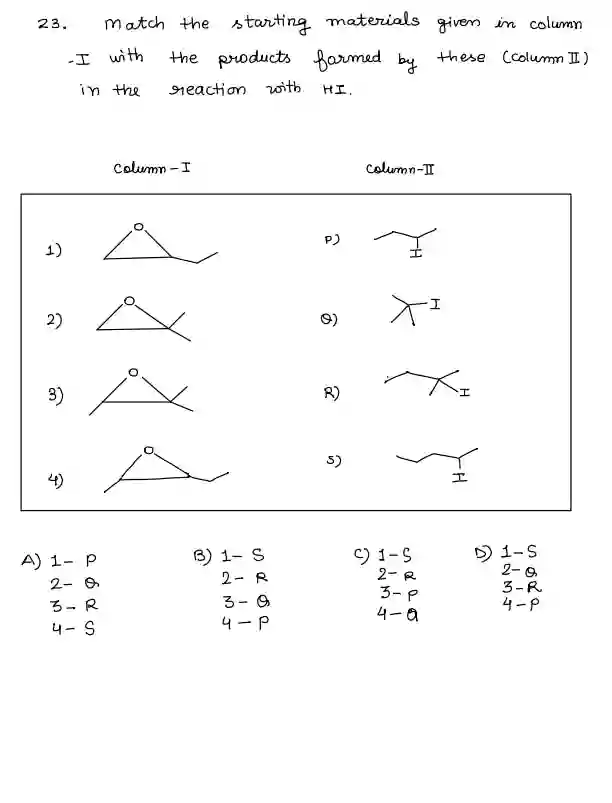 23. Match the starting materials given in column
-I with the products formed by these (column II)
in the reaction with HI.
Column-I Column-II
1) O P) I
2) O Q) I
3) O R) I
4) O S) I
A) 1- P
2- Q
3- R
4- S
B) 1- S
2- R
3- Q
4- P
C) 1-S
2-R
3-P
4-Q
D) 1-S
2-Q
3-R
4-P